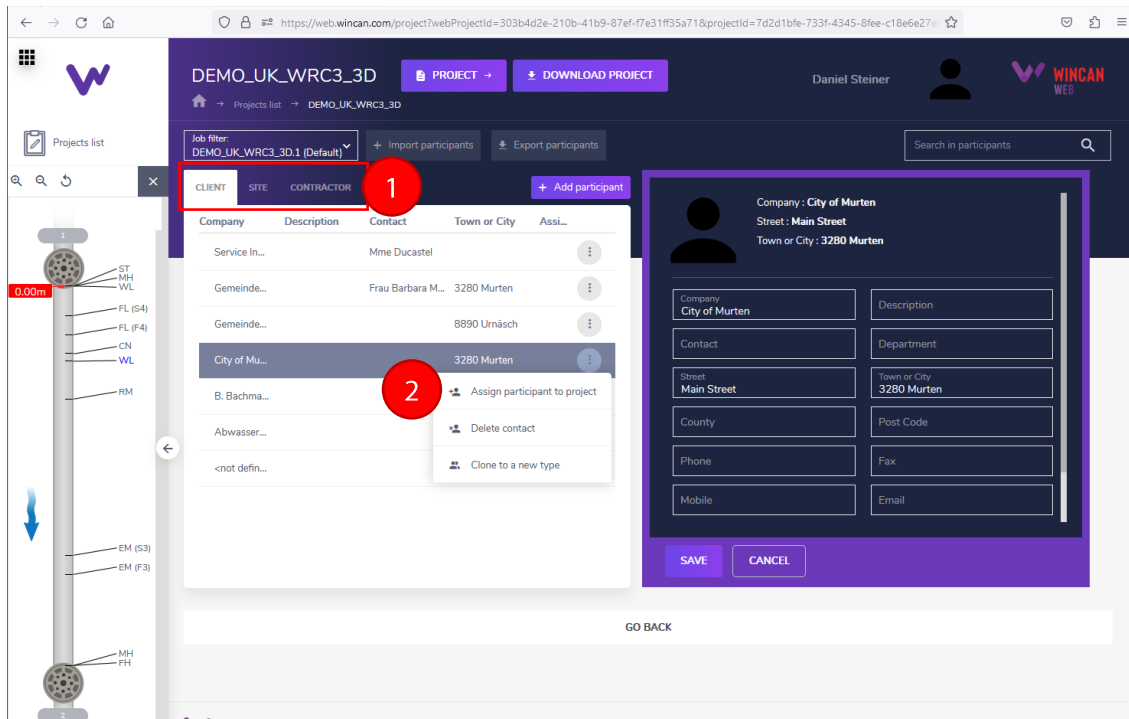 https://web.wincan.com/project?webProjectId=303b4d2e-210b-41b9-87ef-f7e31ff35a71&projectId=7d2d1bfe-733f-4345-8fee-c18e6e27e
DEMO_UK_WRC3_3D
PROJECT →
DOWNLOAD PROJECT
Daniel Steiner
WINCAN
WEB
→ Projects list → DEMO_UK_WRC3_3D
Projects list
Job filter:
DEMO_UK_WRC3_3D.1 (Default)
+ Import participants
Export participants
Search in participants
CLIENT SITE CONTRACTOR
1
+ Add participant
Company Description Contact Town or City Assi...
Service In... Mme Ducastel
Gemeinde... Frau Barbara M... 3280 Murten
Gemeinde... 8890 Urnäsch
City of Mu... 3280 Murten
B. Bachma...
Abwasser...
<not defin...
2
Assign participant to project
Delete contact
Clone to a new type
Company : City of Murten
Street : Main Street
Town or City : 3280 Murten
Company
City of Murten
Description
Contact
Department
Street
Main Street
Town or City
3280 Murten
County
Post Code
Phone
Fax
Mobile
Email
SAVE
CANCEL
GO BACK
1
ST
MH
WL
0.00m
FL (S4)
FL (F4)
CN
WL
RM
EM (S3)
EM (F3)
MH
FH
2